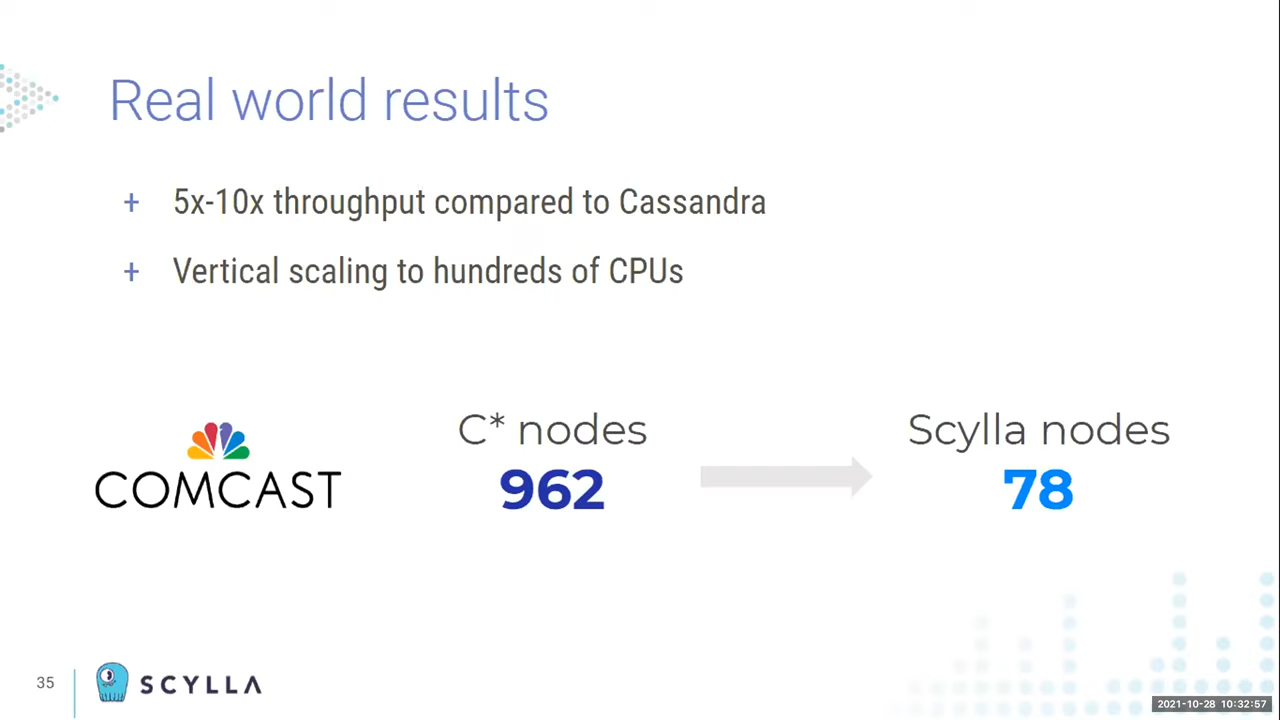 Real world results
+ 5x-10x throughput compared to Cassandra
+ Vertical scaling to hundreds of CPUs
COMCAST
C* nodes
962
Scylla nodes
78
35
SCYLLA
2021-10-28 10:32:57